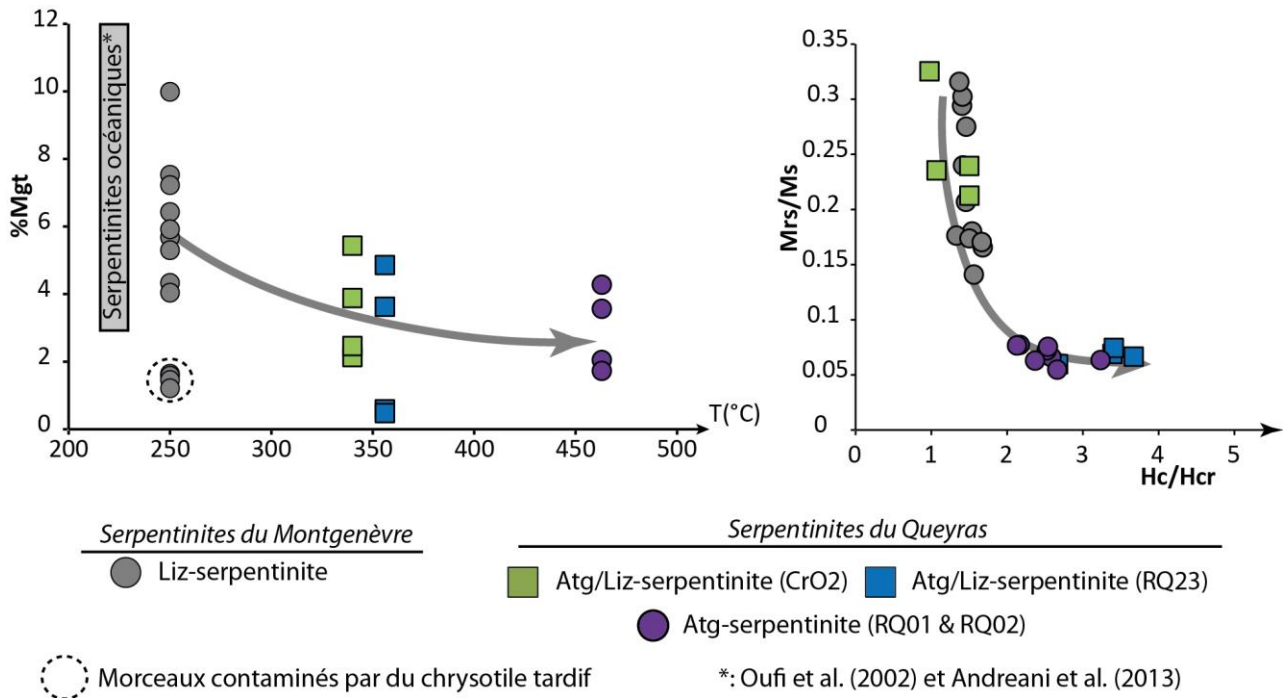 12
10
8
6
4
2
0
%Mgt
Serpentinites océaniques*
200 250 300 350 400 450 500
T(°C)
0.35
0.3
0.25
0.2
0.15
0.1
0.05
0
Mrs/Ms
0 1 2 3 4 5
Hc/Hcr
Serpentinites du Montgenèvre
Liz-serpentinite
Serpentinites du Queyras
Atg/Liz-serpentinite (CrO2) Atg/Liz-serpentinite (RQ23)
Atg-serpentinite (RQ01 & RQ02)
Morceaux contaminés par du chrysotile tardif
*: Oufi et al. (2002) et Andreani et al. (2013)